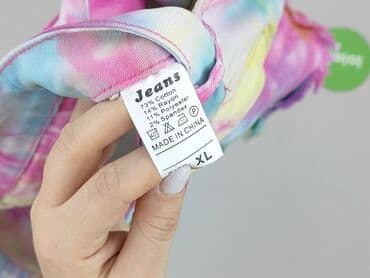 Jeans
73% Cotton
14% Rayon
11% Polyester
2% Spandex
MADE IN CHINA
XL